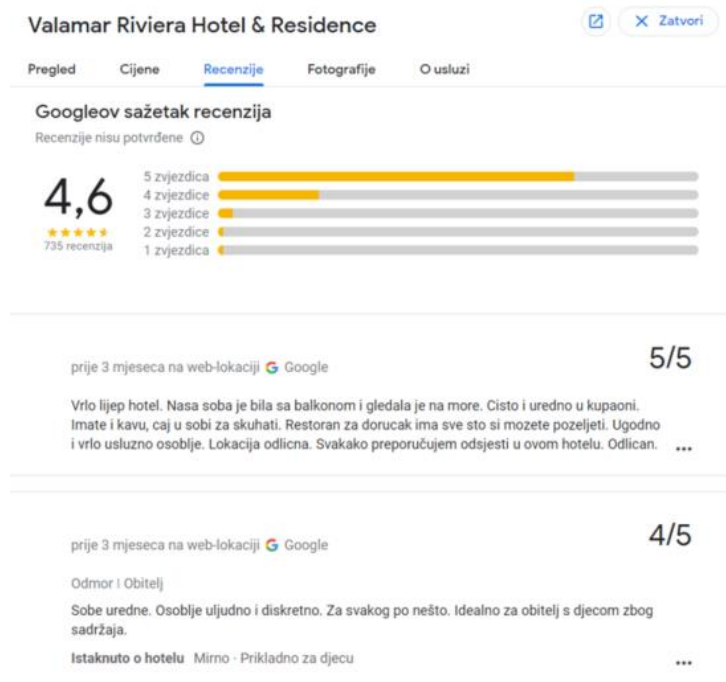 Valamar Riviera Hotel & Residence
Zatvori
Pregled Cijene Recenzije Fotografije O usluzi
Googleov sažetak recenzija
Recenzije nisu potvrđene
4,6
735 recenzija
5 zvjezdica
4 zvjezdice
3 zvjezdice
2 zvjezdice
1 zvjezdica
prije 3 mjeseca na web-lokaciji Google
5/5
Vrlo lijep hotel. Nasa soba je bila sa balkonom i gledala je na more. Cisto i uredno u kupaoni.
Imate i kavu, caj u sobi za skuhati. Restoran za dorucak ima sve sto si mozete pozeljeti. Ugodno
i vrlo usluzno osoblje. Lokacija odlicna. Svakako preporučujem odsjesti u ovom hotelu. Odlican.
prije 3 mjeseca na web-lokaciji Google
4/5
Odmor | Obitelj
Sobe uredne. Osoblje uljudno i diskretno. Za svakog po nešto. Idealno za obitelj s djecom zbog
sadržaja.
Istaknuto o hotelu Mirno · Prikladno za djecu